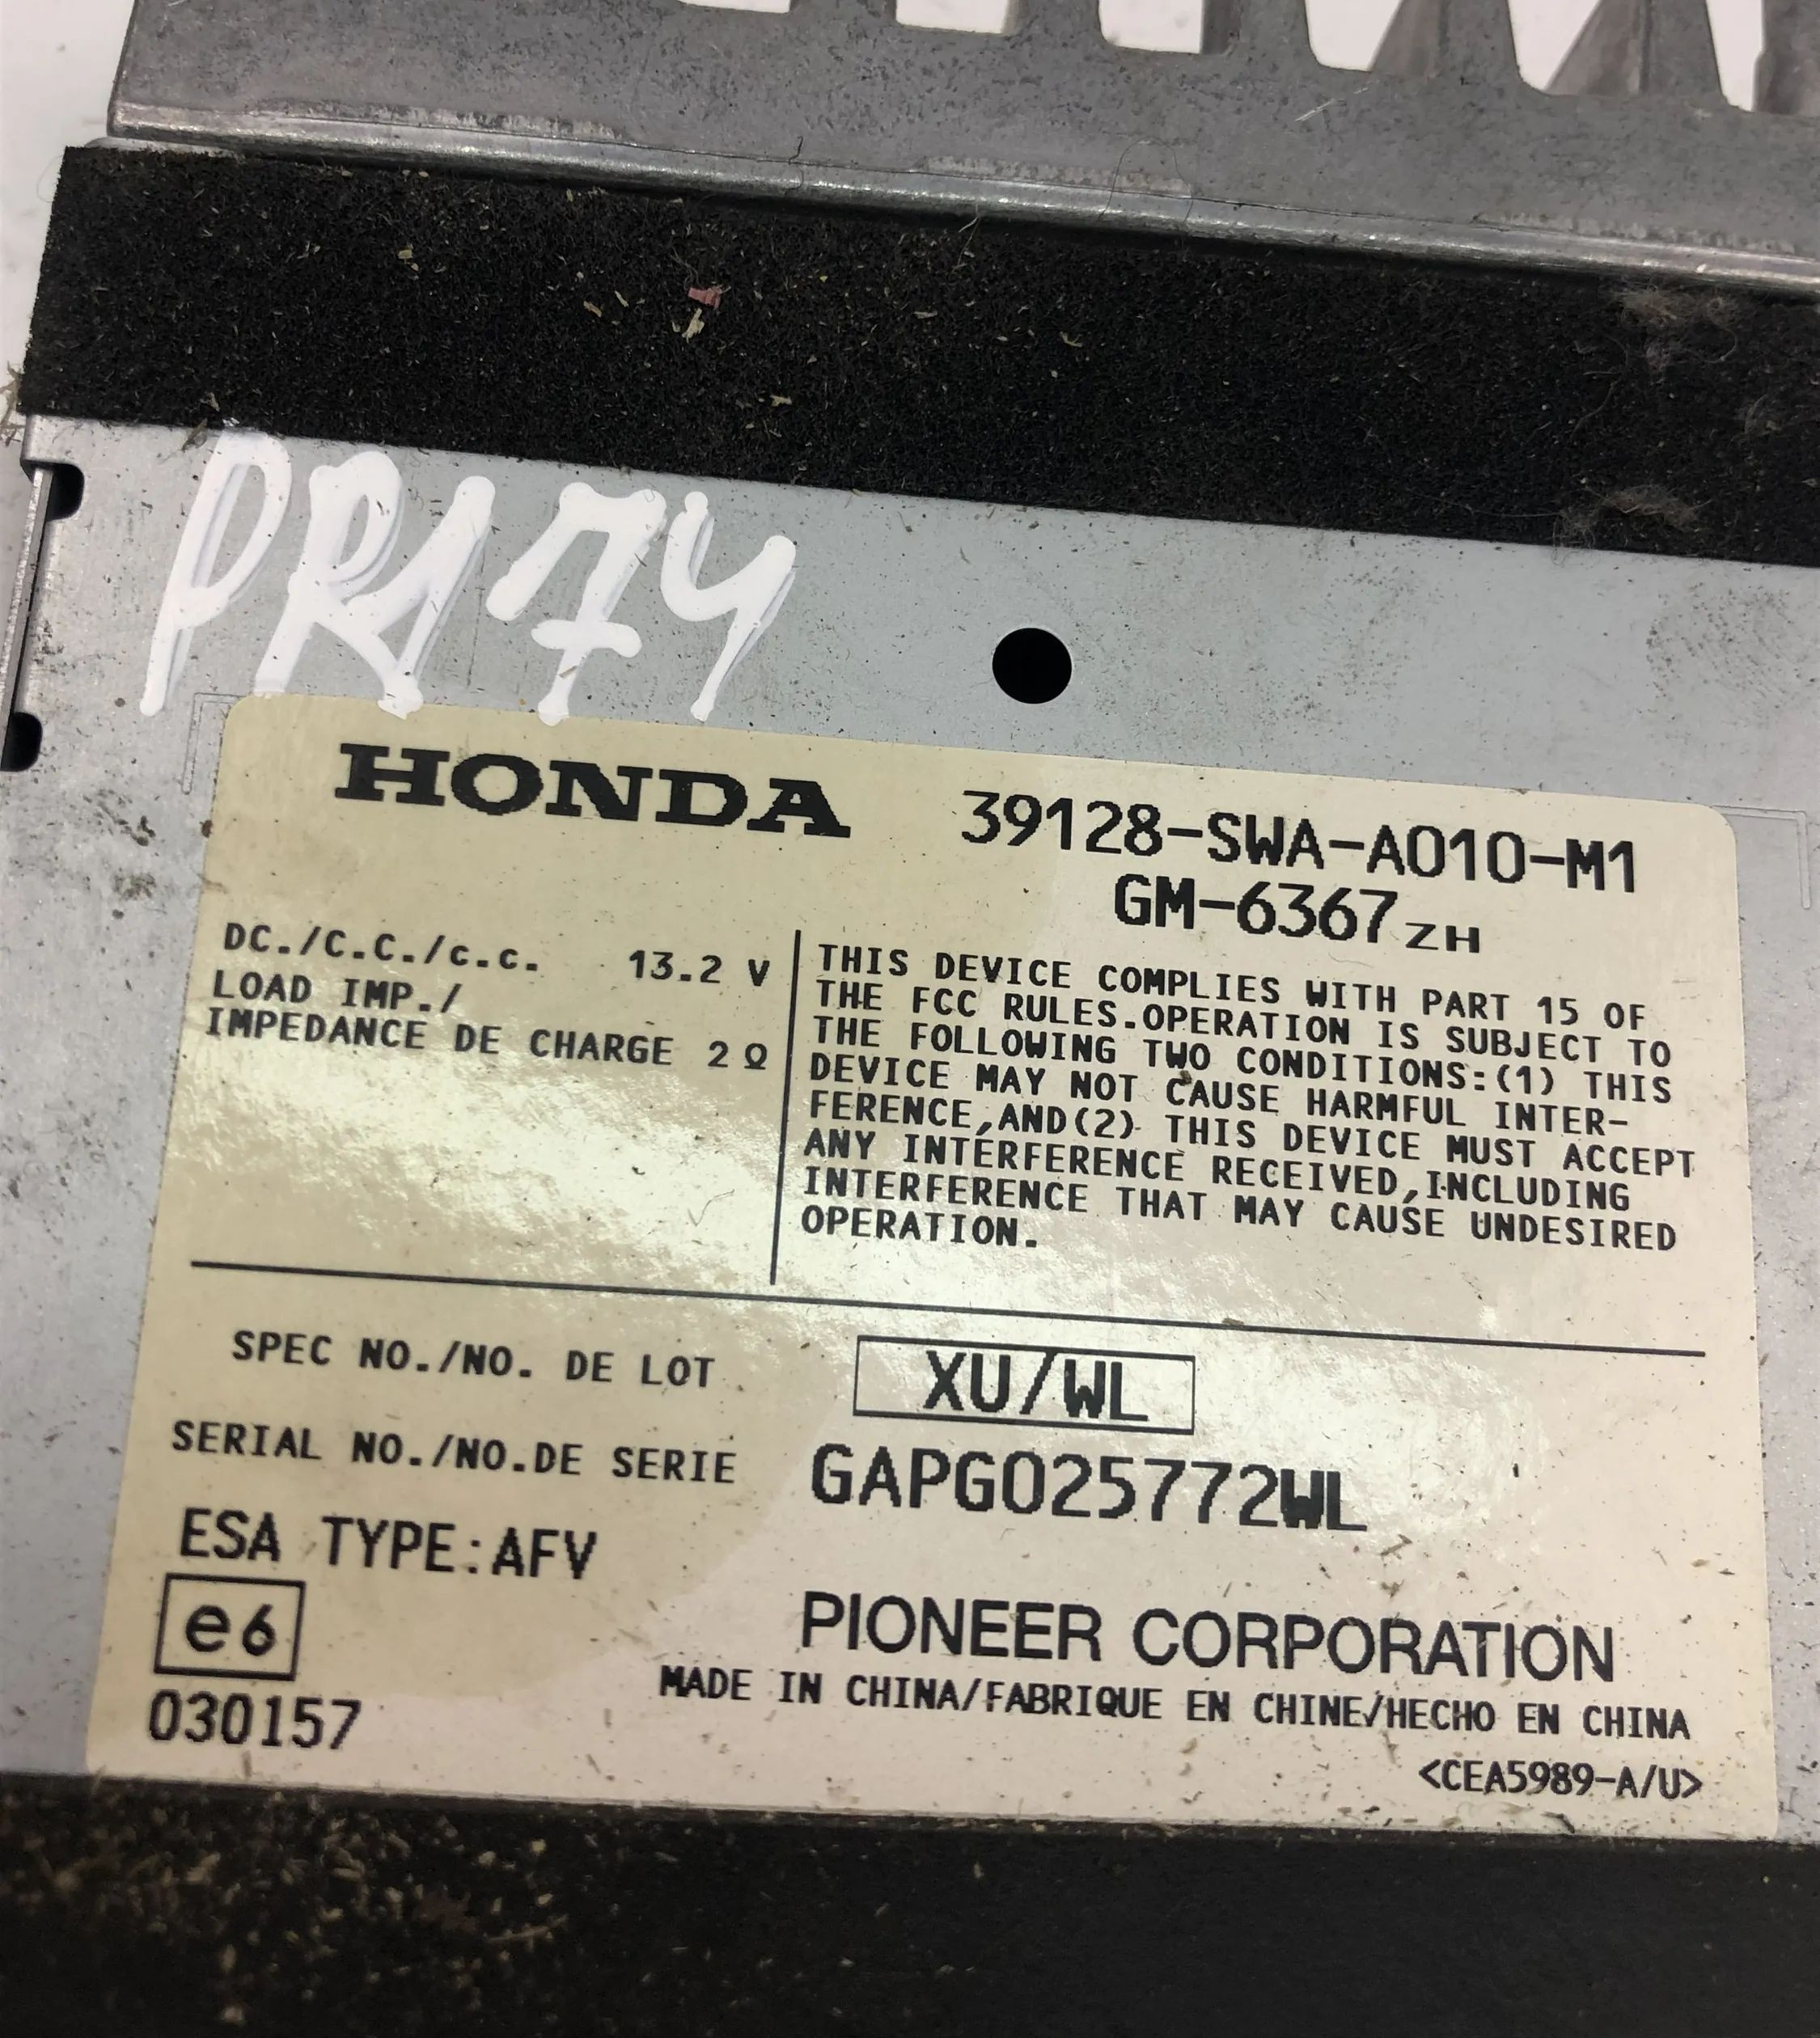 PR174
HONDA 39128-SWA-A010-M1
GM-6367 ZH
DC./C.C./c.c. 13.2 V
LOAD IMP./
IMPEDANCE DE CHARGE 2 Ω
THIS DEVICE COMPLIES WITH PART 15 OF
THE FCC RULES.OPERATION IS SUBJECT TO
THE FOLLOWING TWO CONDITIONS:(1) THIS
DEVICE MAY NOT CAUSE HARMFUL INTER-
FERENCE,AND(2) THIS DEVICE MUST ACCEPT
ANY INTERFERENCE RECEIVED,INCLUDING
INTERFERENCE THAT MAY CAUSE UNDESIRED
OPERATION.
SPEC NO./NO. DE LOT XU/WL
SERIAL NO./NO.DE SERIE GAPG025772WL
ESA TYPE:AFV
e6
030157
PIONEER CORPORATION
MADE IN CHINA/FABRIQUE EN CHINE/HECHO EN CHINA
<CEA5989-A/U>